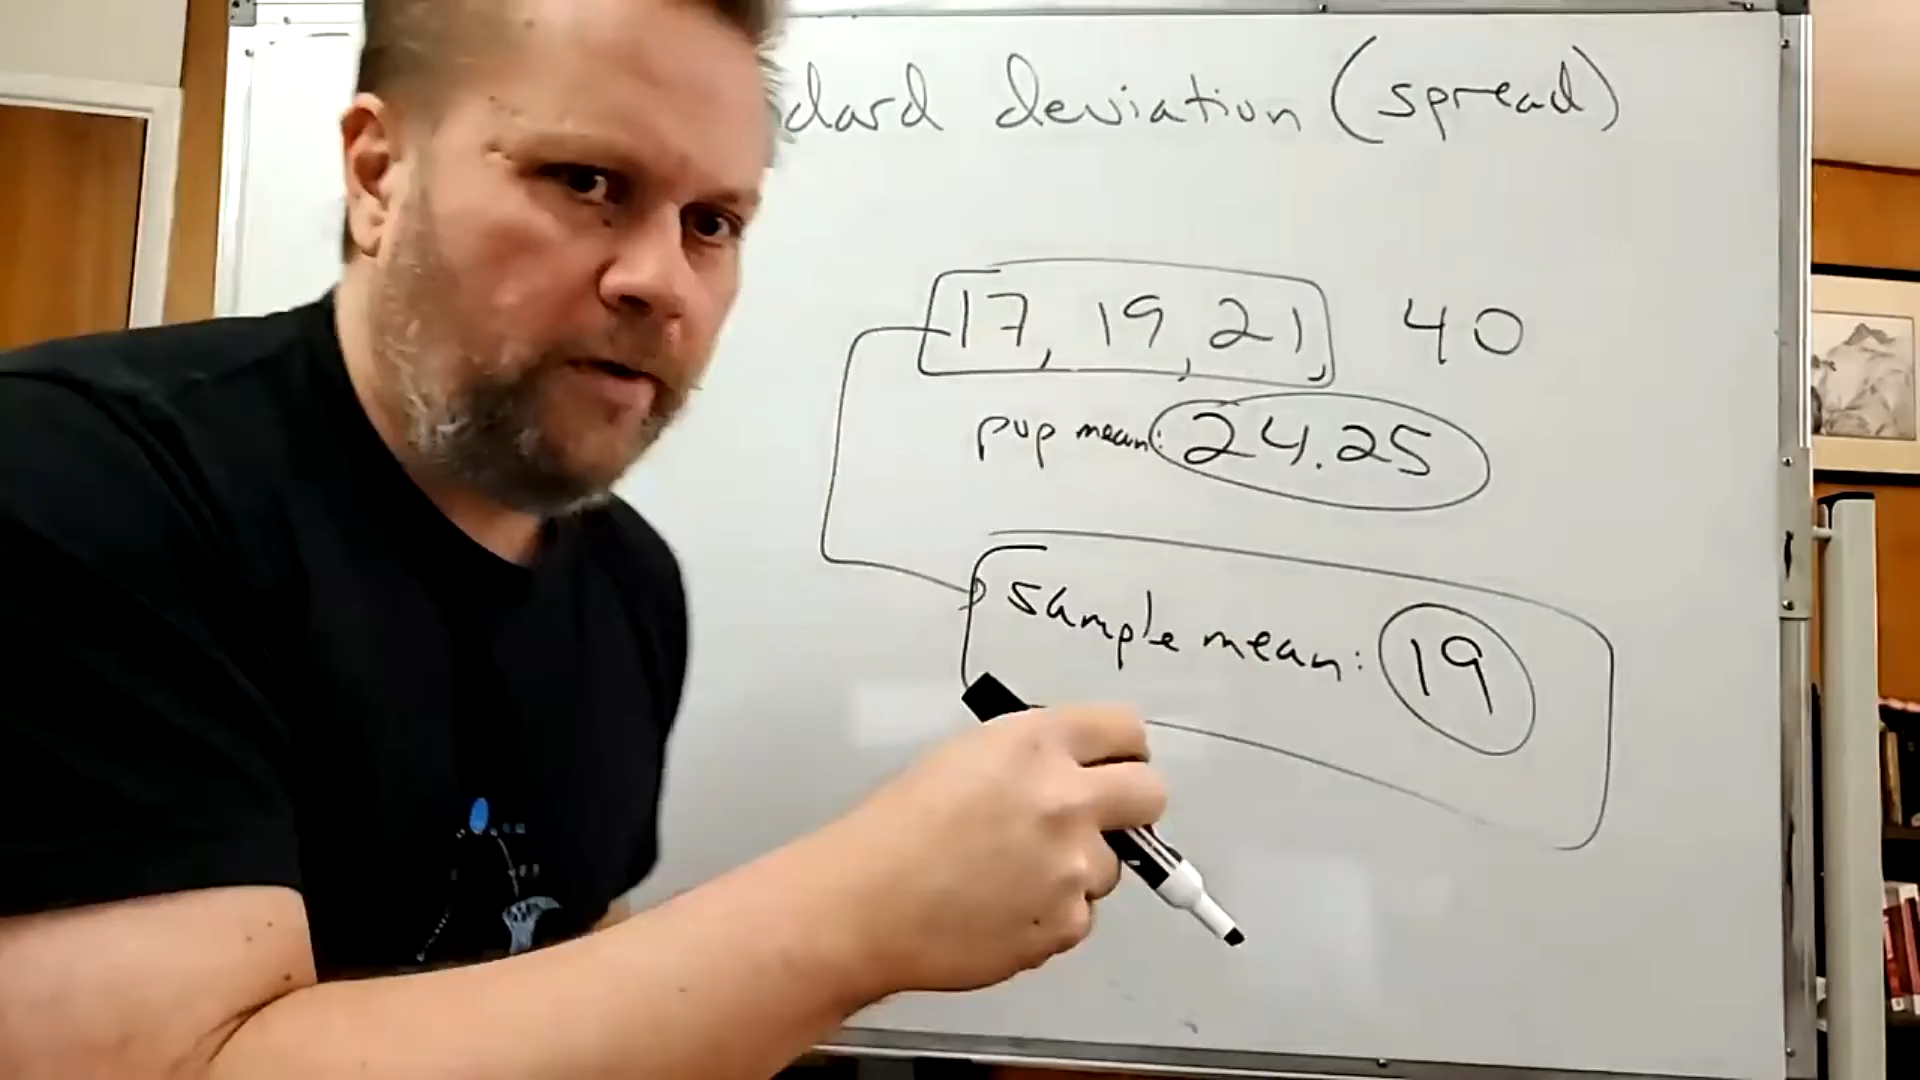 dard deviation (spread)
17, 19, 21, 40
pop mean: 24.25
sample mean: 19